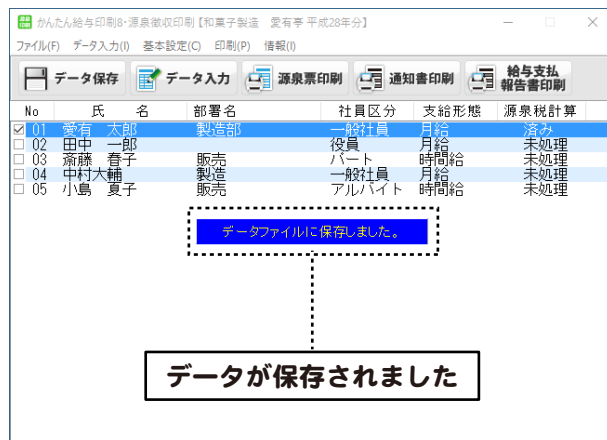 かんたん給与印刷8・源泉徴収印刷【和菓子製造　愛有亭 平成28年分】
ファイル(F) データ入力(I) 基本設定(C) 印刷(P) 情報(I)
データ保存 データ入力 源泉票印刷 通知書印刷 給与支払報告書印刷
No 氏　名 部署名 社員区分 支給形態 源泉税計算
01 愛有　太郎 製造部 一般社員 月給 済み
02 田中　一郎 役員 月給 未処理
03 斎藤　春子 販売 パート 時間給 未処理
04 中村大輔 製造 一般社員 月給 未処理
05 小島　夏子 販売 アルバイト 時間給 未処理
データファイルに保存しました。
データが保存されました